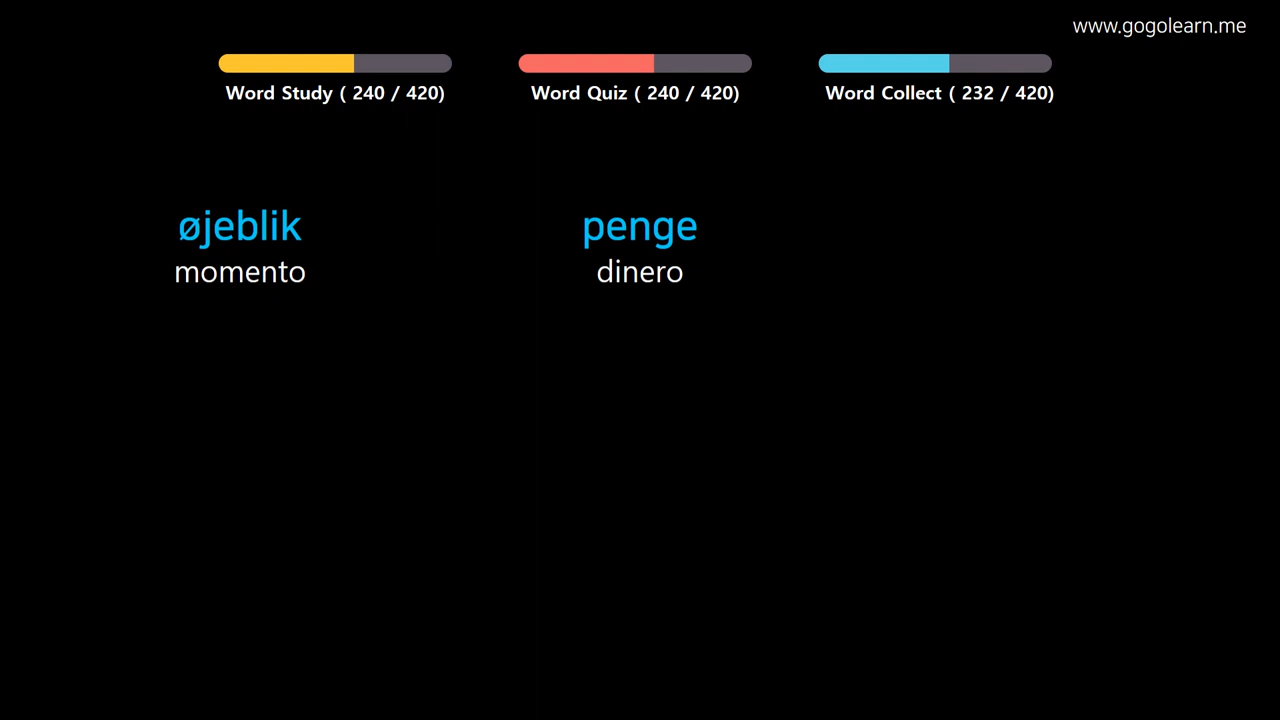 www.gogolearn.me
Word Study ( 240 / 420)
Word Quiz ( 240 / 420)
Word Collect ( 232 / 420)
øjeblik
momento
penge
dinero